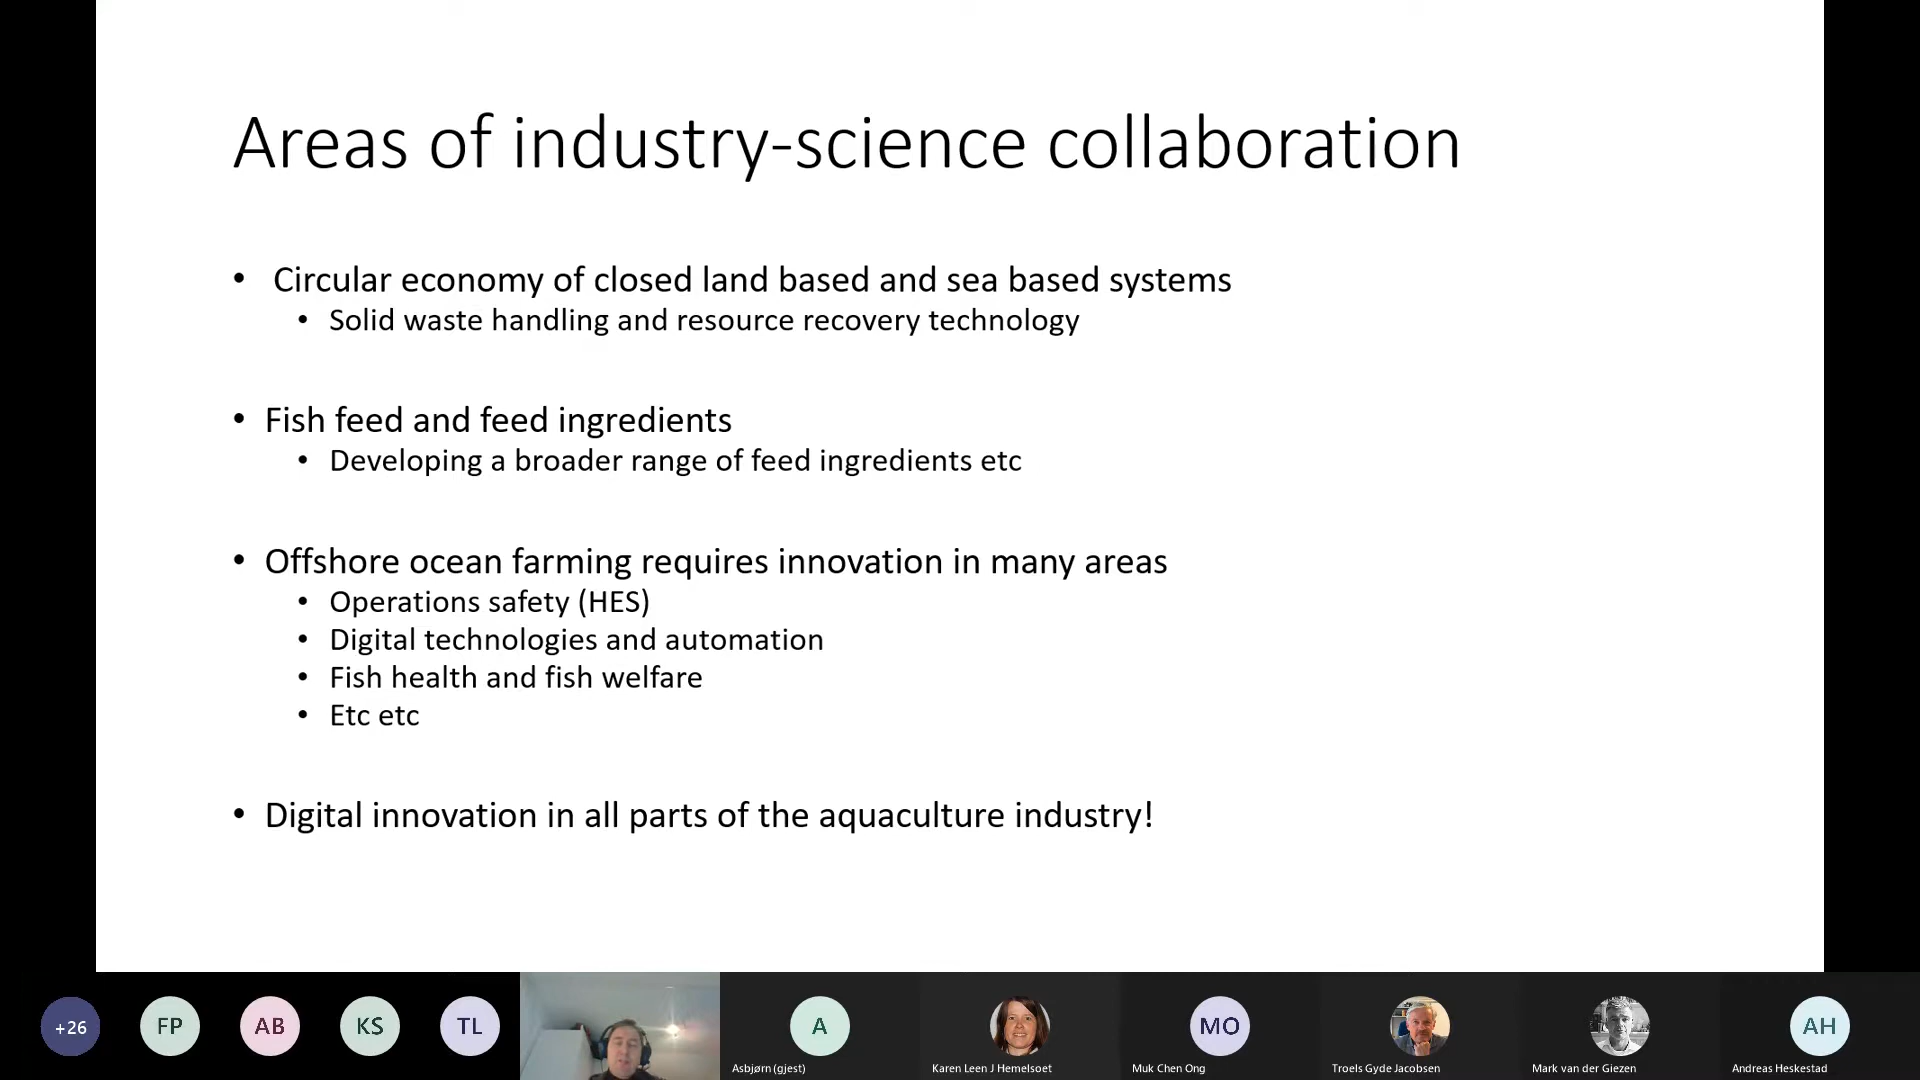 Areas of industry-science collaboration
• Circular economy of closed land based and sea based systems
• Solid waste handling and resource recovery technology
• Fish feed and feed ingredients
• Developing a broader range of feed ingredients etc
• Offshore ocean farming requires innovation in many areas
• Operations safety (HES)
• Digital technologies and automation
• Fish health and fish welfare
• Etc etc
• Digital innovation in all parts of the aquaculture industry!
+26 FP AB KS TL A MO AH
Asbjørn (gjest) Karen Leen J Hemelsoet Muk Chen Ong Troels Gyde Jacobsen Mark van der Giezen Andreas Heskestad